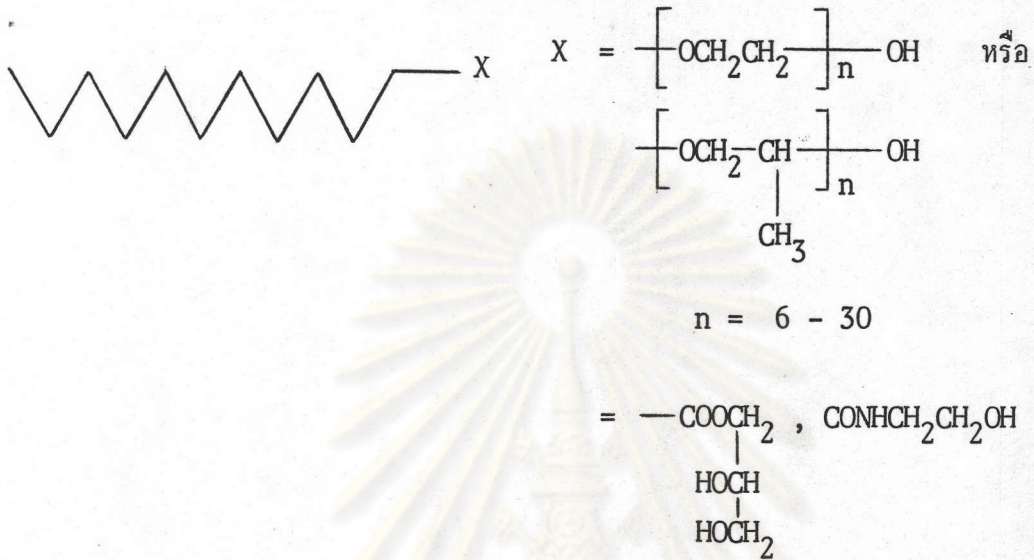 X X = [OCH₂CH₂]ₙ OH หรือ
[OCH₂-CH]ₙ OH
CH₃
n = 6 - 30
= COOCH₂ , CONHCH₂CH₂OH
HOCH
HOCH₂